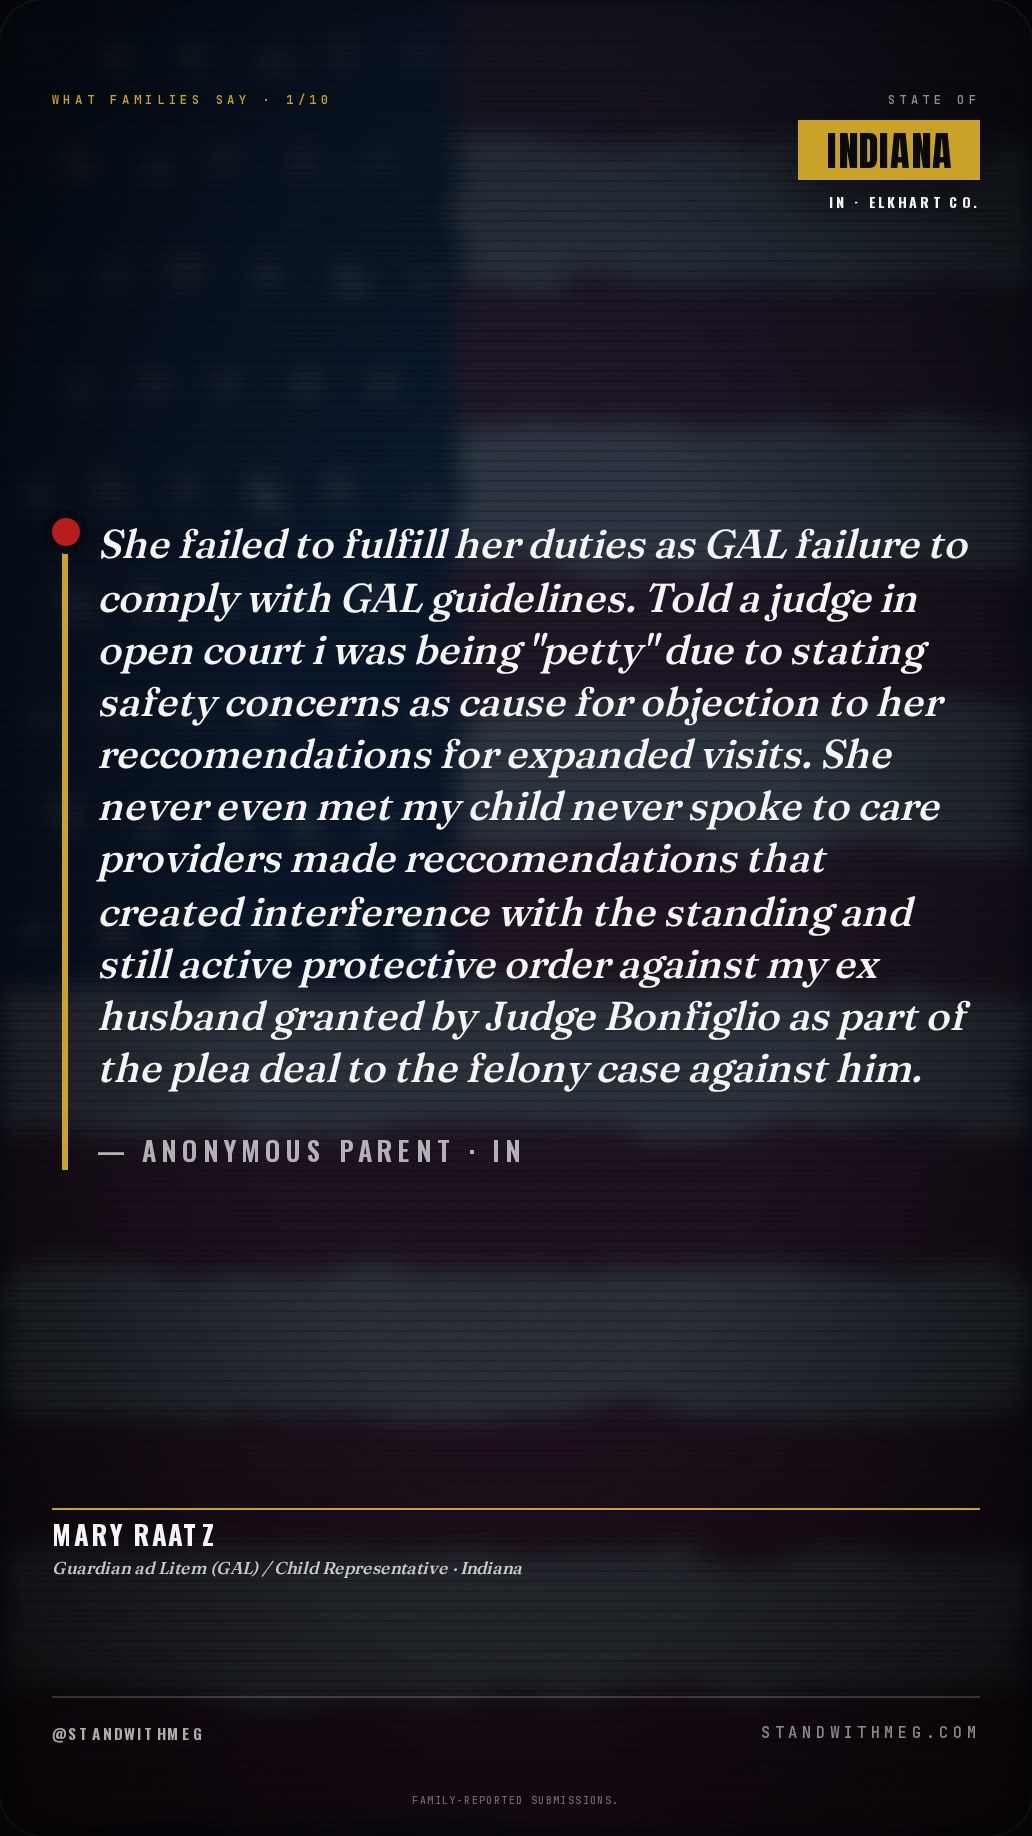 WHAT FAMILIES SAY · 1/10
STATE OF
INDIANA
IN · ELKHART CO.
She failed to fulfill her duties as GAL failure to
comply with GAL guidelines. Told a judge in
open court i was being "petty" due to stating
safety concerns as cause for objection to her
reccomendations for expanded visits. She
never even met my child never spoke to care
providers made reccomendations that
created interference with the standing and
still active protective order against my ex
husband granted by Judge Bonfiglio as part of
the plea deal to the felony case against him.
— ANONYMOUS PARENT · IN
MARY RAATZ
Guardian ad Litem (GAL) / Child Representative · Indiana
@STANDWITHMEG
STANDWITHMEG.COM
FAMILY-REPORTED SUBMISSIONS.